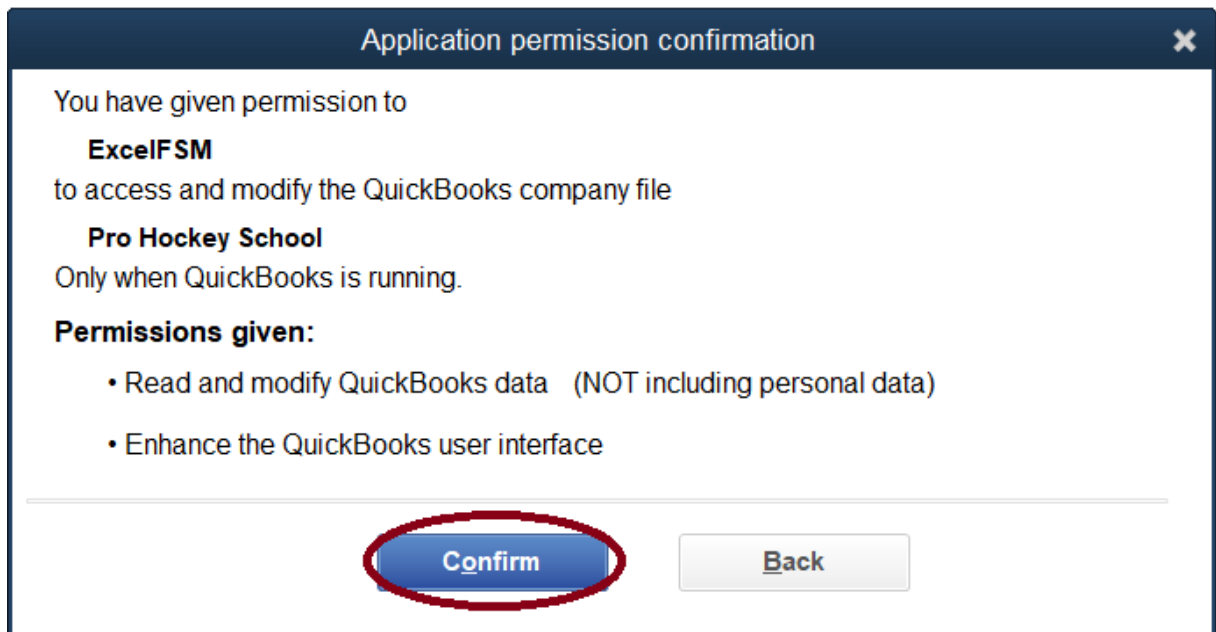 Application permission confirmation
You have given permission to
ExcelFSM
to access and modify the QuickBooks company file
Pro Hockey School
Only when QuickBooks is running.
Permissions given:
• Read and modify QuickBooks data (NOT including personal data)
• Enhance the QuickBooks user interface
Confirm
Back